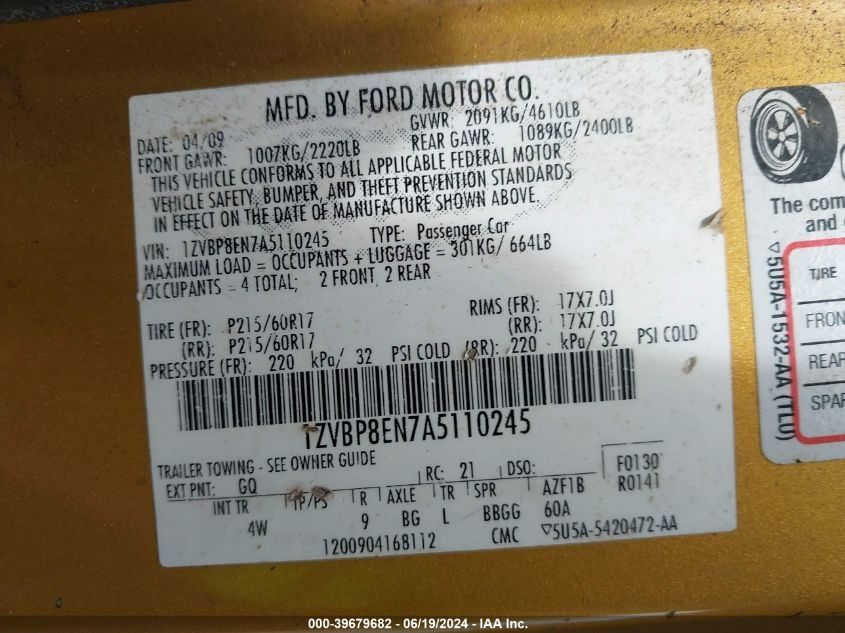 MFD. BY FORD MOTOR CO.
DATE: 04/09 GVWR: 2091KG/4610LB
FRONT GAWR: 1007KG/2220LB REAR GAWR: 1089KG/2400LB
THIS VEHICLE CONFORMS TO ALL APPLICABLE FEDERAL MOTOR
VEHICLE SAFETY, BUMPER, AND THEFT PREVENTION STANDARDS
IN EFFECT ON THE DATE OF MANUFACTURE SHOWN ABOVE.
VIN: 1ZVBP8EN7A5110245 TYPE: Passenger Car
MAXIMUM LOAD = OCCUPANTS + LUGGAGE = 301KG/ 664LB
OCCUPANTS = 4 TOTAL; 2 FRONT, 2 REAR
TIRE (FR): P215/60R17 RIMS (FR): 17X7.0J
(RR): P215/60R17 (RR): 17X7.0J
PRESSURE (FR): 220 kPa/ 32 PSI COLD (RR): 220 kPa/ 32 PSI COLD
1ZVBP8EN7A5110245
TRAILER TOWING - SEE OWNER GUIDE
EXT PNT: GQ RC: 21 DSO: F0130
INT TR TP/PS R AXLE TR SPR AZF1B R0141
4W 9 BG L BBGG 60A
1200904168112 CMC ▽5U5A-5420472-AA
The com
and
▽5U5A-1532-AA (TLU)
TIRE
FRON
REAR
SPAR
000-39679682 - 06/19/2024 - IAA Inc.